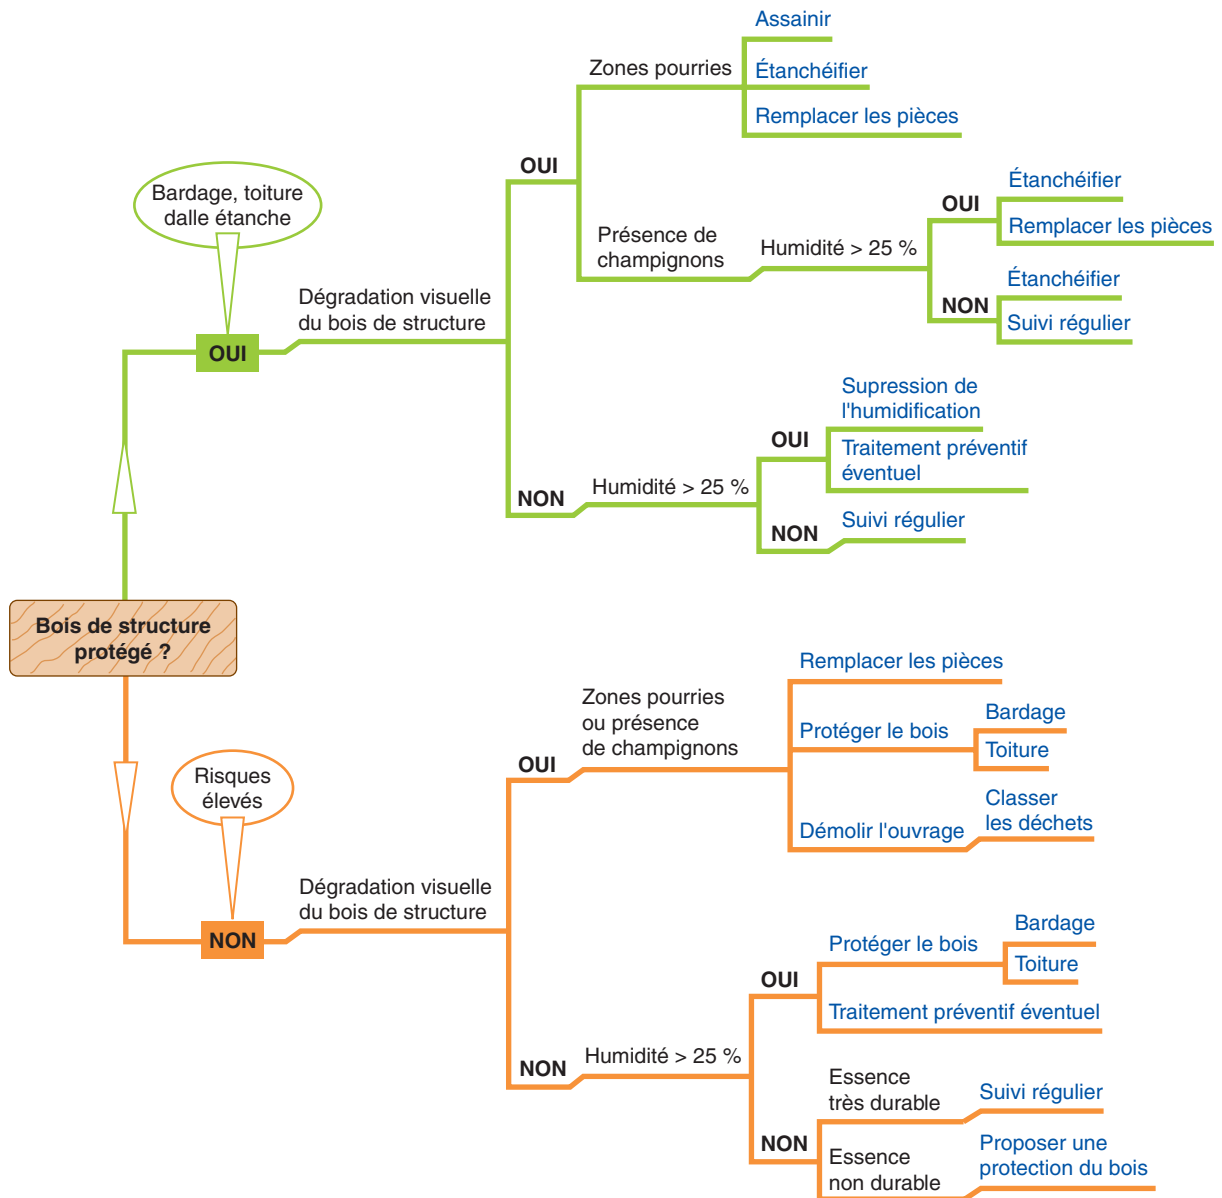 Assainir
Zones pourries
Étanchéifier
Remplacer les pièces
OUI
Bardage, toiture
dalle étanche
Présence de
champignons
Humidité > 25 %
OUI
Étanchéifier
Remplacer les pièces
NON
Étanchéifier
Suivi régulier
Dégradation visuelle
du bois de structure
OUI
Supression de
l'humidification
OUI
Traitement préventif
éventuel
NON
Humidité > 25 %
NON
Suivi régulier
Bois de structure
protégé ?
Remplacer les pièces
Zones pourries
ou présence
de champignons
Protéger le bois
Bardage
Toiture
OUI
Risques
élevés
Démolir l'ouvrage
Classer
les déchets
Dégradation visuelle
du bois de structure
NON
Protéger le bois
Bardage
Toiture
OUI
Traitement préventif éventuel
NON
Humidité > 25 %
Essence
très durable
Suivi régulier
NON
Essence
non durable
Proposer une
protection du bois